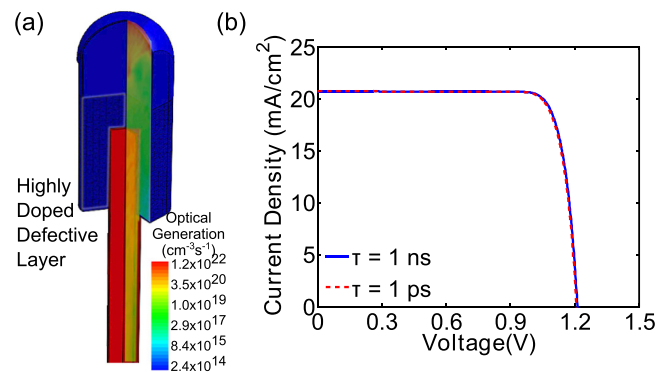 (a)
Highly
Doped
Defective
Layer
Optical
Generation
(cm⁻³s⁻¹)
1.2x10²²
3.5x10²⁰
1.0x10¹⁹
2.9x10¹⁷
8.4x10¹⁵
2.4x10¹⁴
(b)
Current Density (mA/cm²)
25
20
15
10
5
0
τ = 1 ns
τ = 1 ps
0 0.3 0.6 0.9 1.2 1.5
Voltage(V)